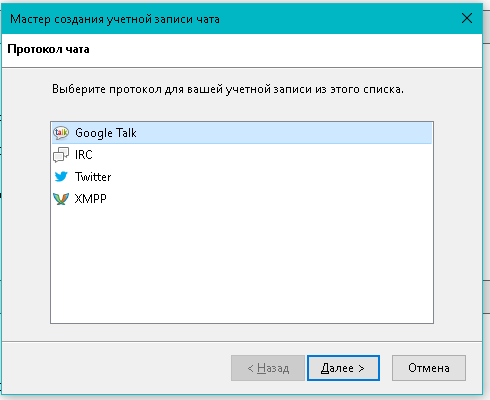 Мастер создания учетной записи чата
Протокол чата
Выберите протокол для вашей учетной записи из этого списка.
talk Google Talk
IRC
Twitter
XMPP
< Назад Далее > Отмена